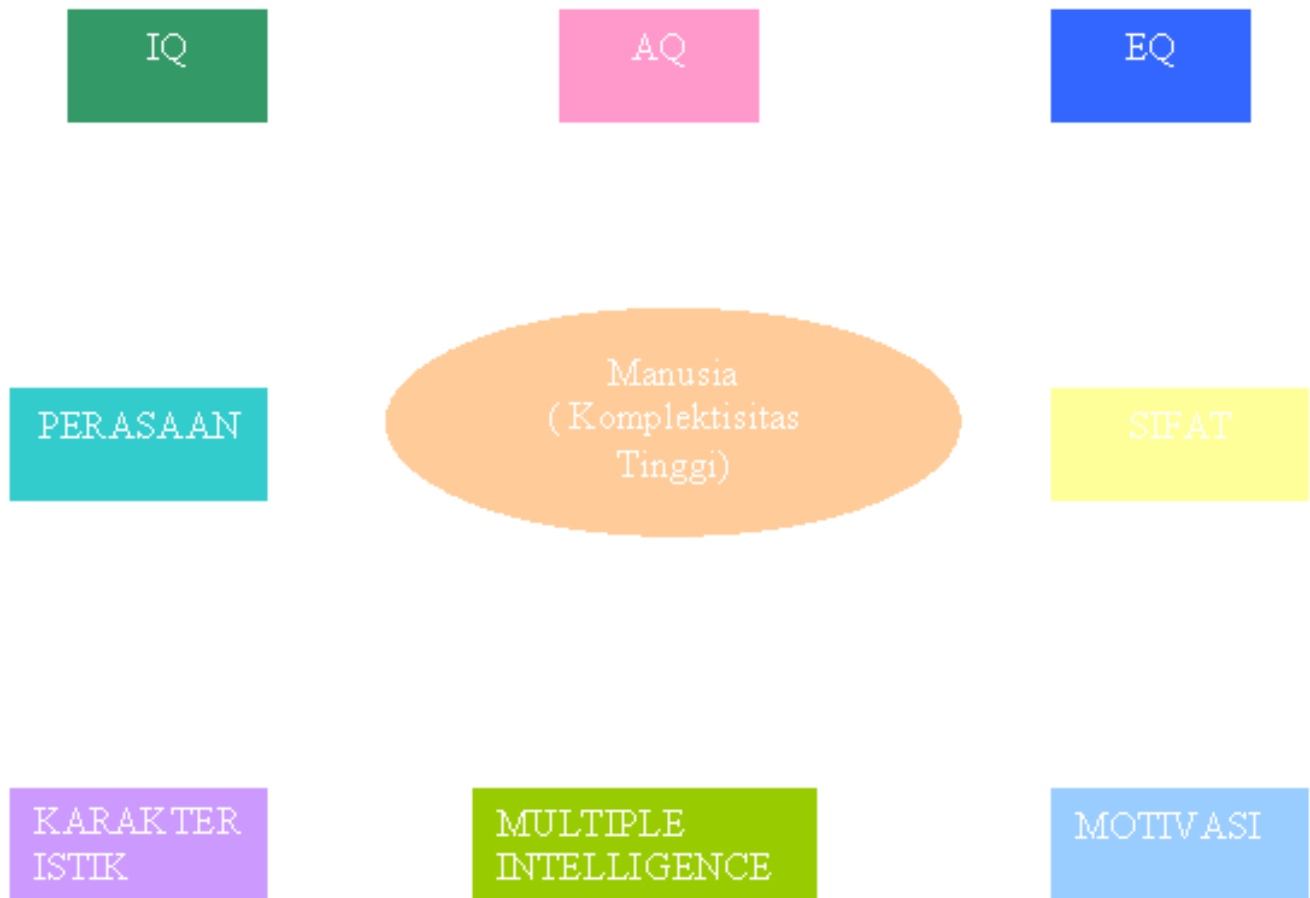 IQ
AQ
EQ
Manusia
( Komplektisitas
Tinggi)
PERASAAN
SIFAT
KARAKTER
ISTIK
MULTIPLE
INTELLIGENCE
MOTIVASI